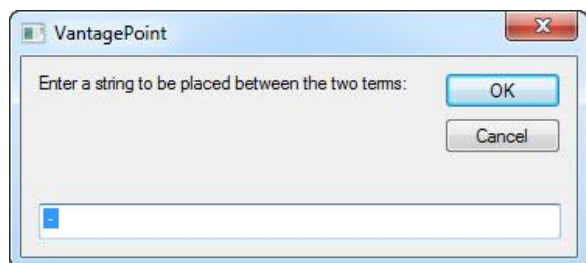 VantagePoint
Enter a string to be placed between the two terms:
OK
Cancel
-